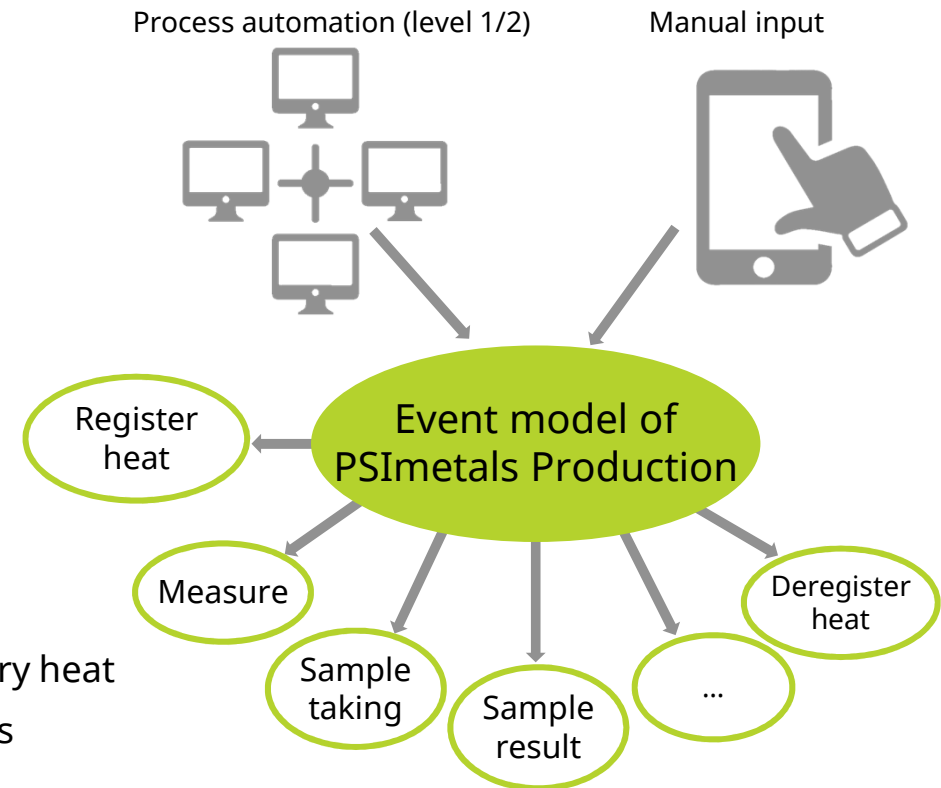 Process automation (level 1/2)
Manual input
Event model of
PSImetals Production
Register
heat
Measure
Sample
taking
Sample
result
...
Deregister
heat
ry heat
s